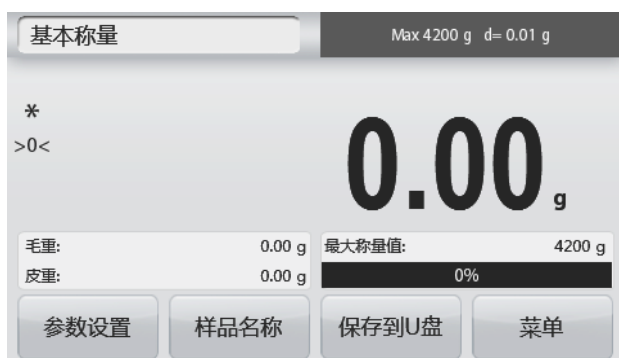 基本称量
Max 4200 g d= 0.01 g
*
>0<
0.00 g
毛重: 0.00 g
皮重: 0.00 g
最大称量值: 4200 g
0%
参数设置
样品名称
保存到U盘
菜单